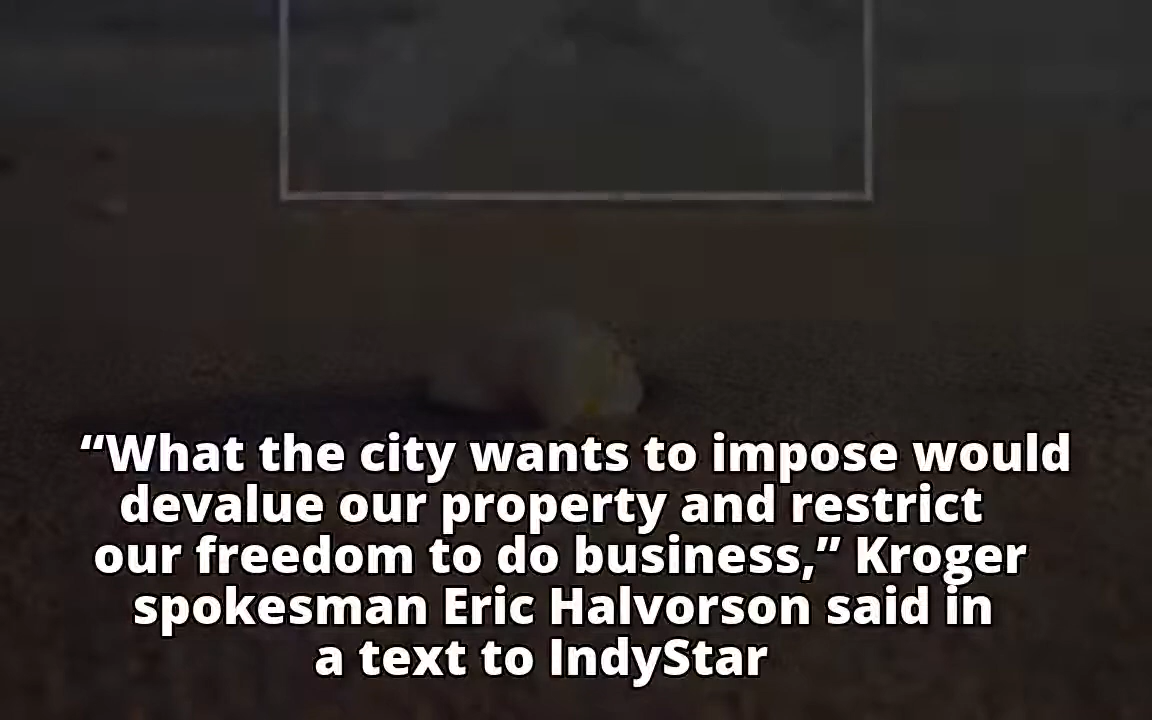 “What the city wants to impose would
devalue our property and restrict
our freedom to do business,” Kroger
spokesman Eric Halvorson said in
a text to IndyStar